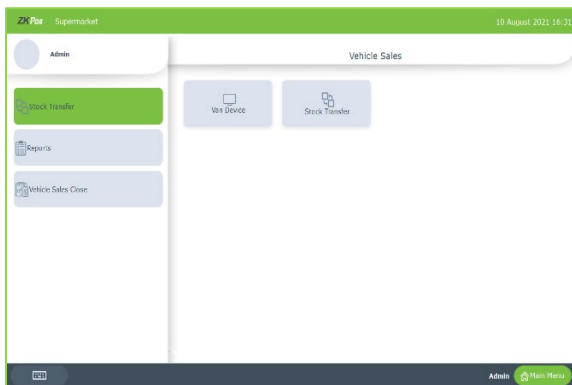 ZKPos Supermarket 10 August 2021 16:31
Admin
Vehicle Sales
Stock Transfer
Reports
Vehicle Sales Close
Van Device
Stock Transfer
Admin Main Menu